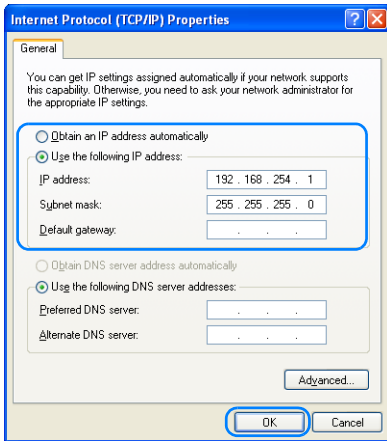 Internet Protocol (TCP/IP) Properties
General
You can get IP settings assigned automatically if your network supports
this capability. Otherwise, you need to ask your network administrator for
the appropriate IP settings.
Obtain an IP address automatically
Use the following IP address:
IP address: 192 . 168 . 254 . 1
Subnet mask: 255 . 255 . 255 . 0
Default gateway: . . .
Obtain DNS server address automatically
Use the following DNS server addresses:
Preferred DNS server: . . .
Alternate DNS server: . . .
Advanced...
OK Cancel